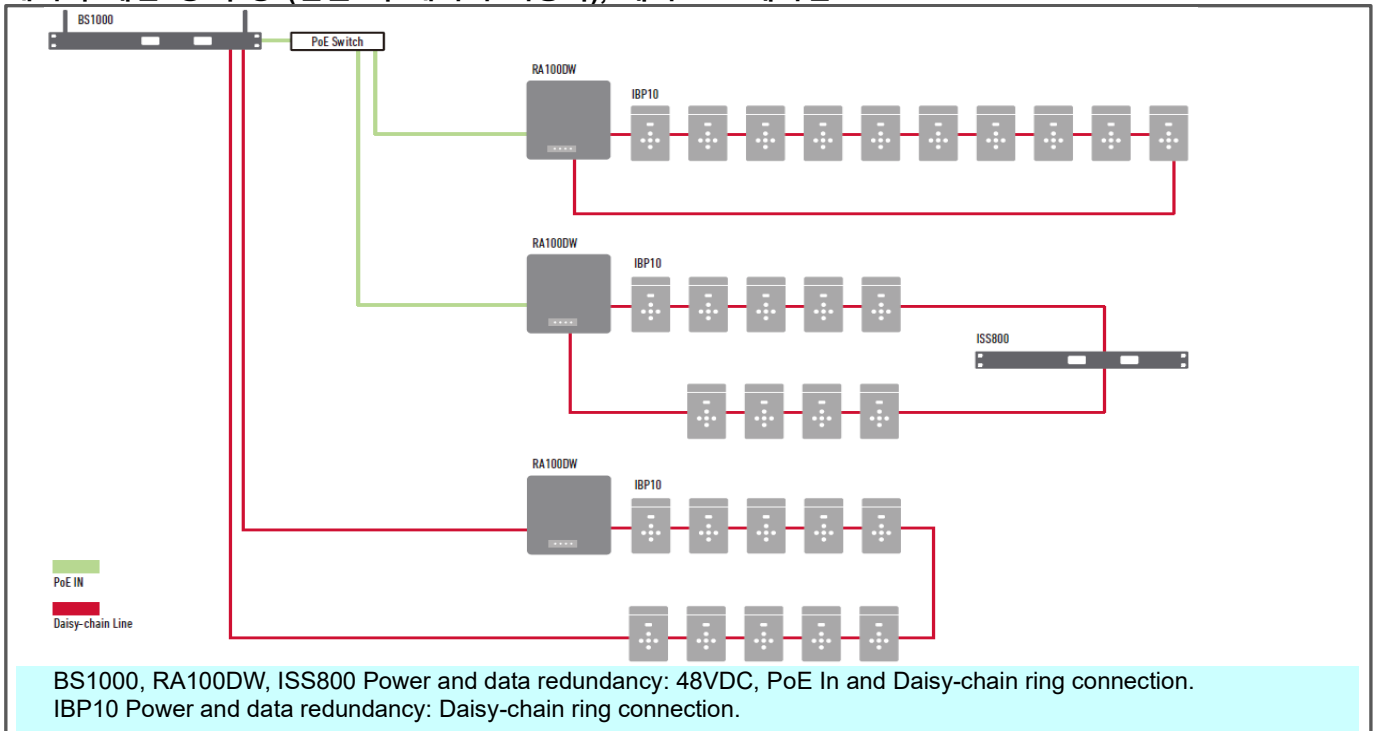 BS1000
PoE Switch
RA100DW
IBP10
RA100DW
IBP10
ISS800
RA100DW
IBP10
PoE IN
Daisy-chain Line
BS1000, RA100DW, ISS800 Power and data redundancy: 48VDC, PoE In and Daisy-chain ring connection.
IBP10 Power and data redundancy: Daisy-chain ring connection.